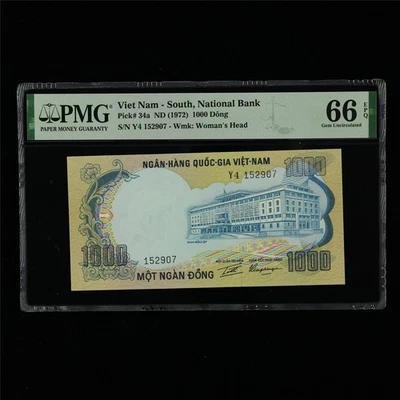 PMG
PAPER MONEY GUARANTY
Viet Nam - South, National Bank
Pick# 34a ND (1972) 1000 Dông
S/N Y4 152907 - Wmk: Woman's Head
66 EPQ
Gem Uncirculated
NGÂN-HÀNG QUỐC-GIA VIỆT-NAM
1000
Y4 152907
1000
152907
MỘT NGÀN ĐỒNG
1000